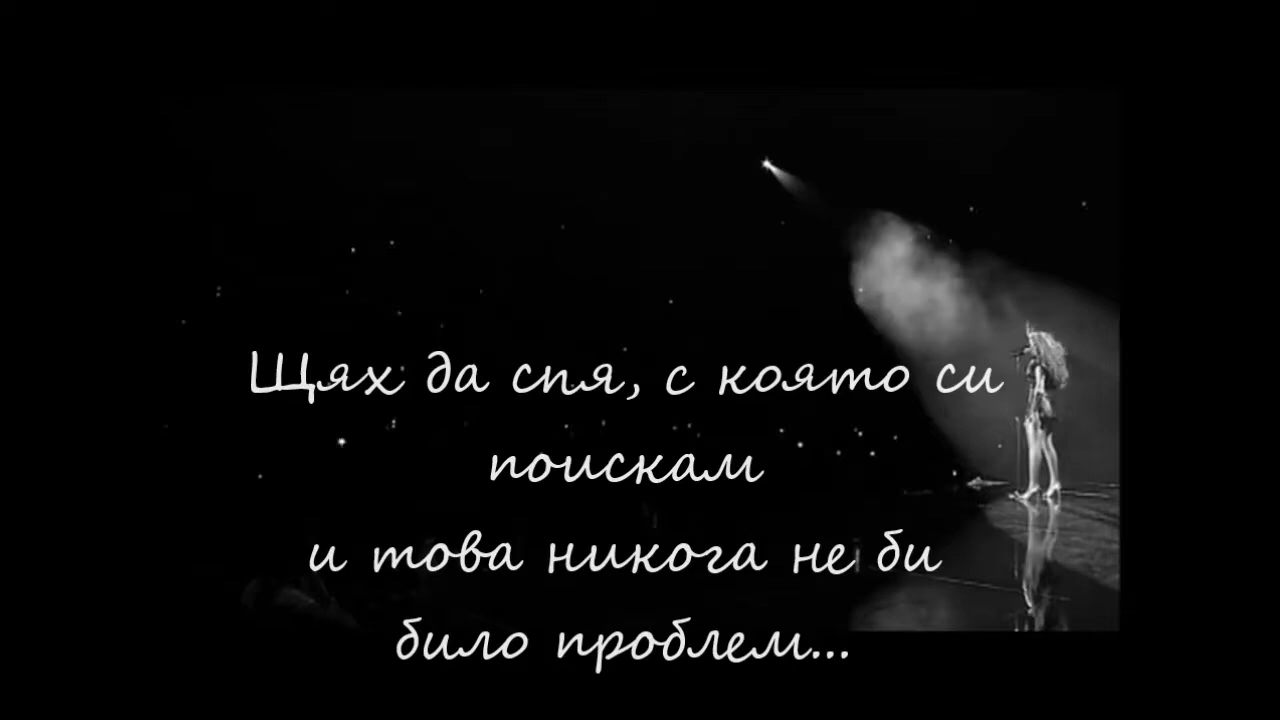 Щях да спя, с която си
поискам
и това никога не би
било проблем...